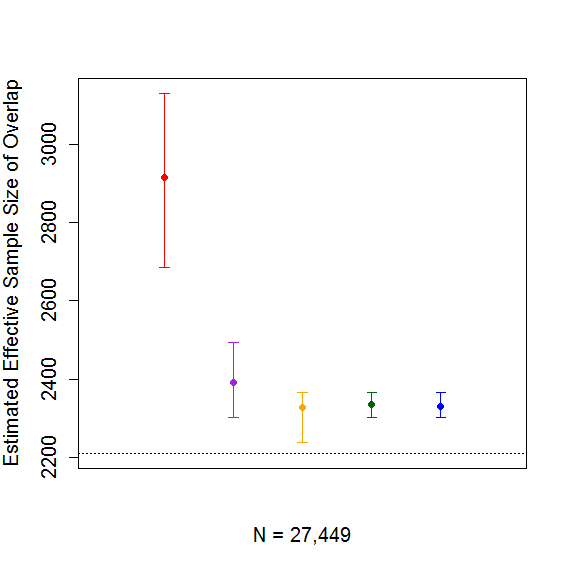 Estimated Effective Sample Size of Overlap
3000
2800
2600
2400
2200
N = 27,449